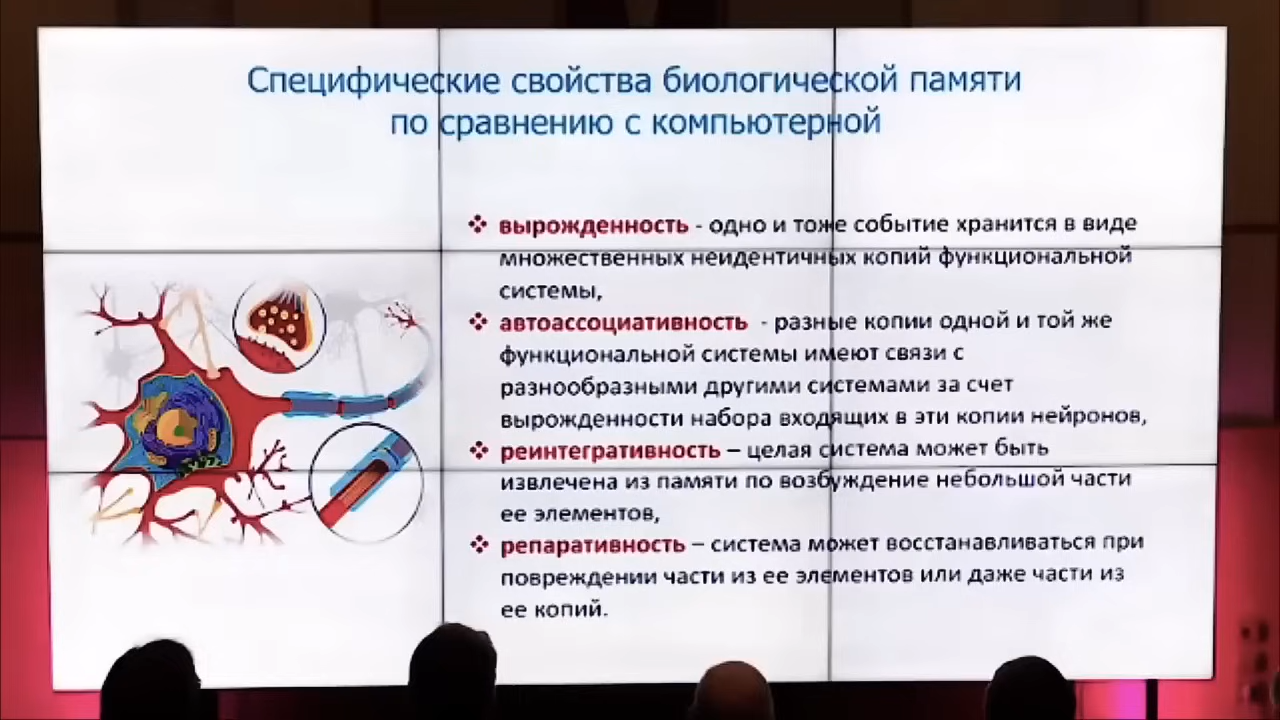 Специфические свойства биологической памяти
по сравнению с компьютерной
❖ вырожденность - одно и тоже событие хранится в виде
множественных неидентичных копий функциональной
системы,
❖ автоассоциативность - разные копии одной и той же
функциональной системы имеют связи с
разнообразными другими системами за счет
вырожденности набора входящих в эти копии нейронов,
❖ реинтегративность – целая система может быть
извлечена из памяти по возбуждение небольшой части
ее элементов,
❖ репаративность – система может восстанавливаться при
повреждении части из ее элементов или даже части из
ее копий.